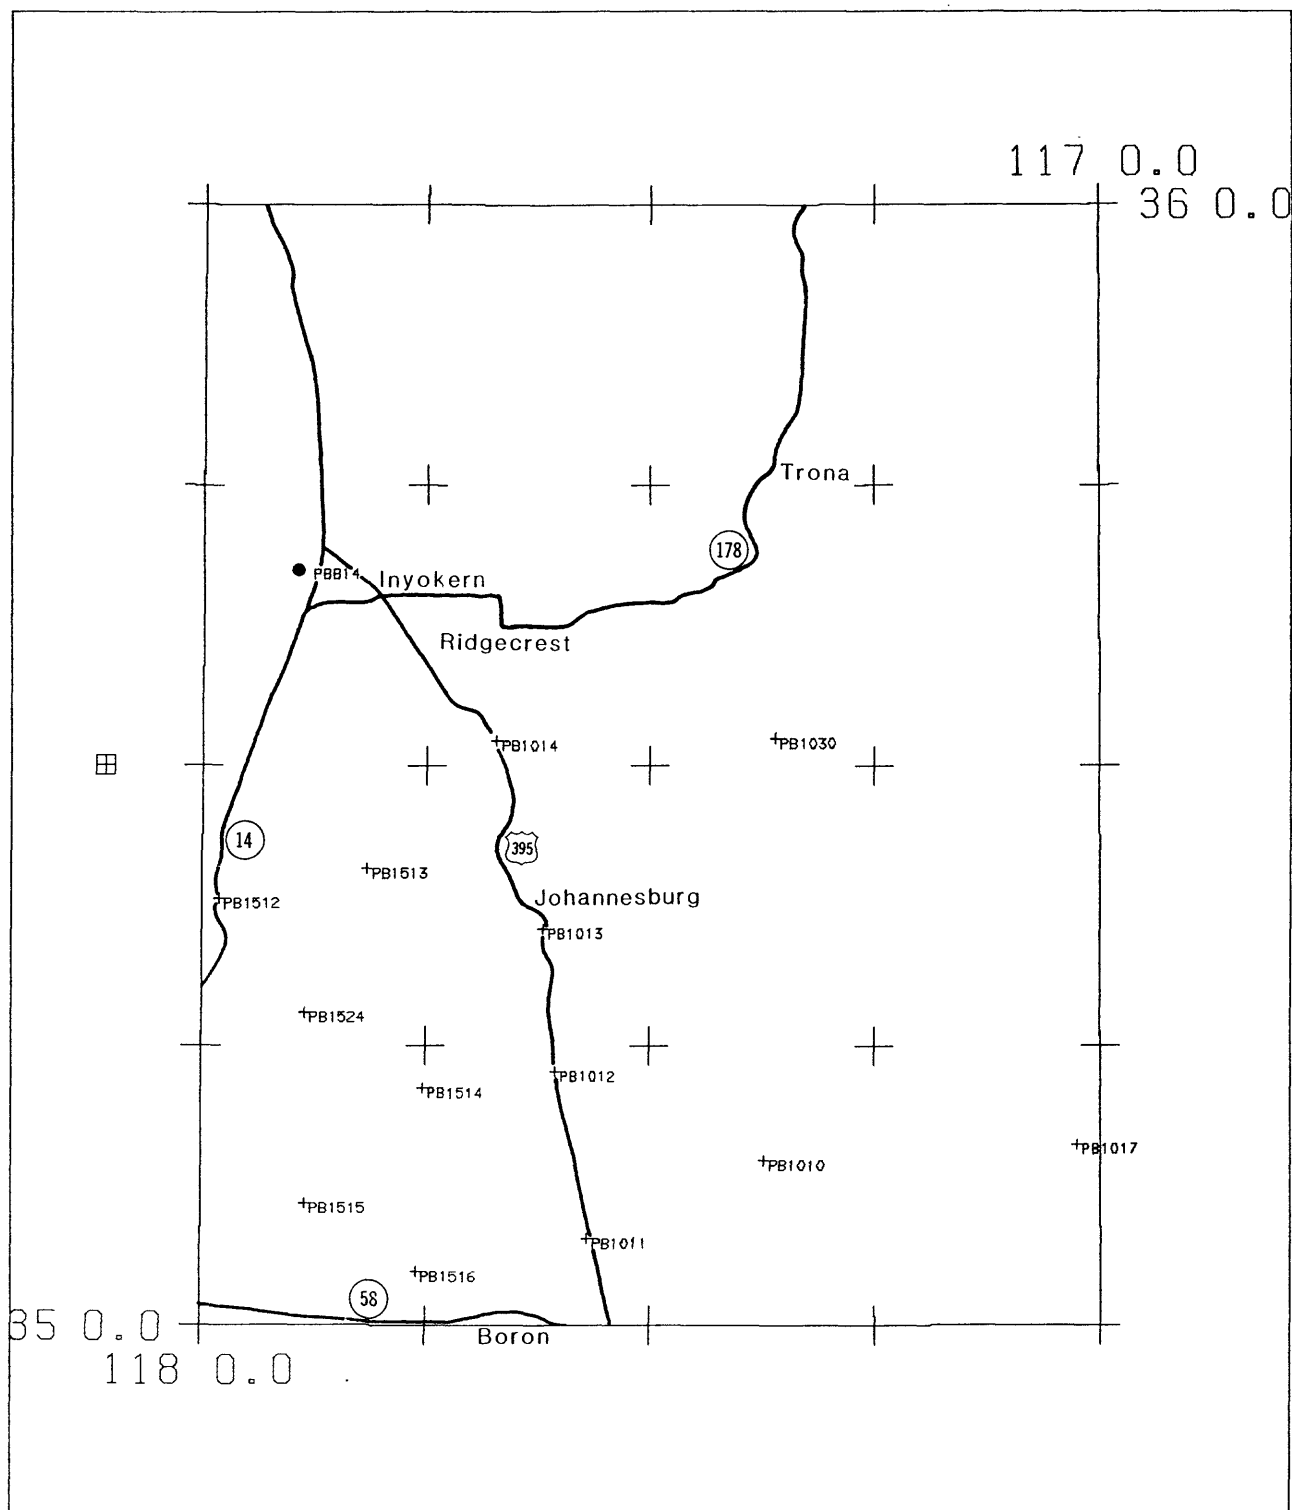 117 0.0
36 0.0
Trona
178
PBB14
Inyokern
Ridgecrest
PB1014
PB1030
14
395
PB1513
Johannesburg
PB1512
PB1013
PB1524
PB1012
PB1514
PB1017
PB1010
PB1515
PB1011
PB1516
58
35 0.0
Boron
118 0.0